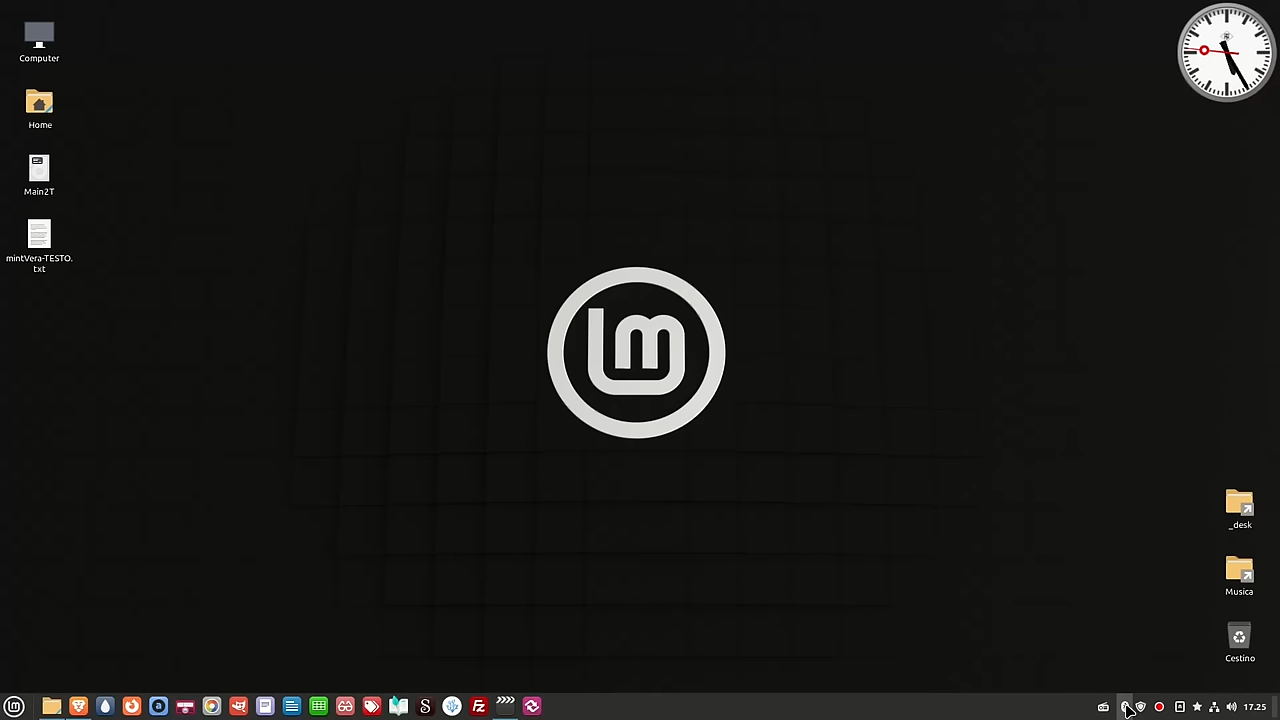 Computer
Home
Main2T
mintVera-TESTO.
txt
_desk
Musica
Cestino
17.25